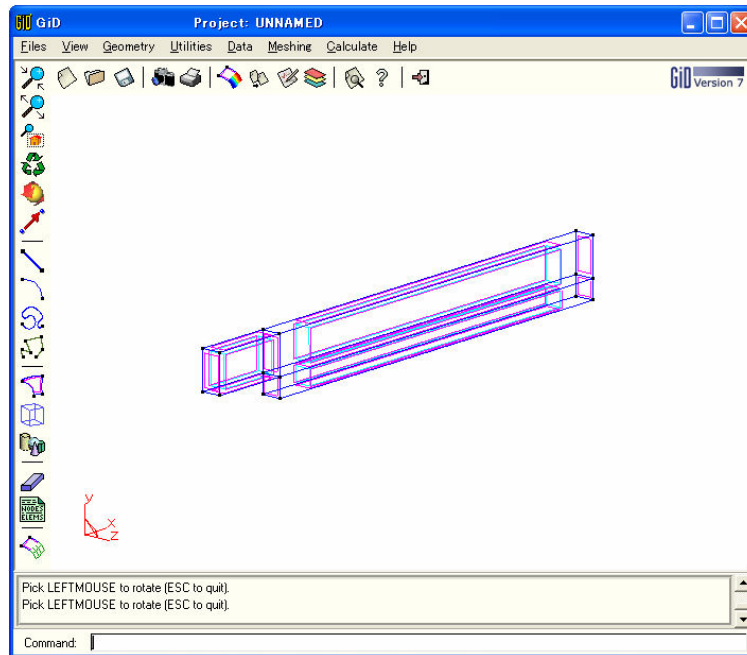 GiD GiD Project: UNNAMED
Files View Geometry Utilities Data Meshing Calculate Help
GiD Version 7
NODES
ELEMS
y
x
z
Pick LEFTMOUSE to rotate (ESC to quit).
Pick LEFTMOUSE to rotate (ESC to quit).
Command: